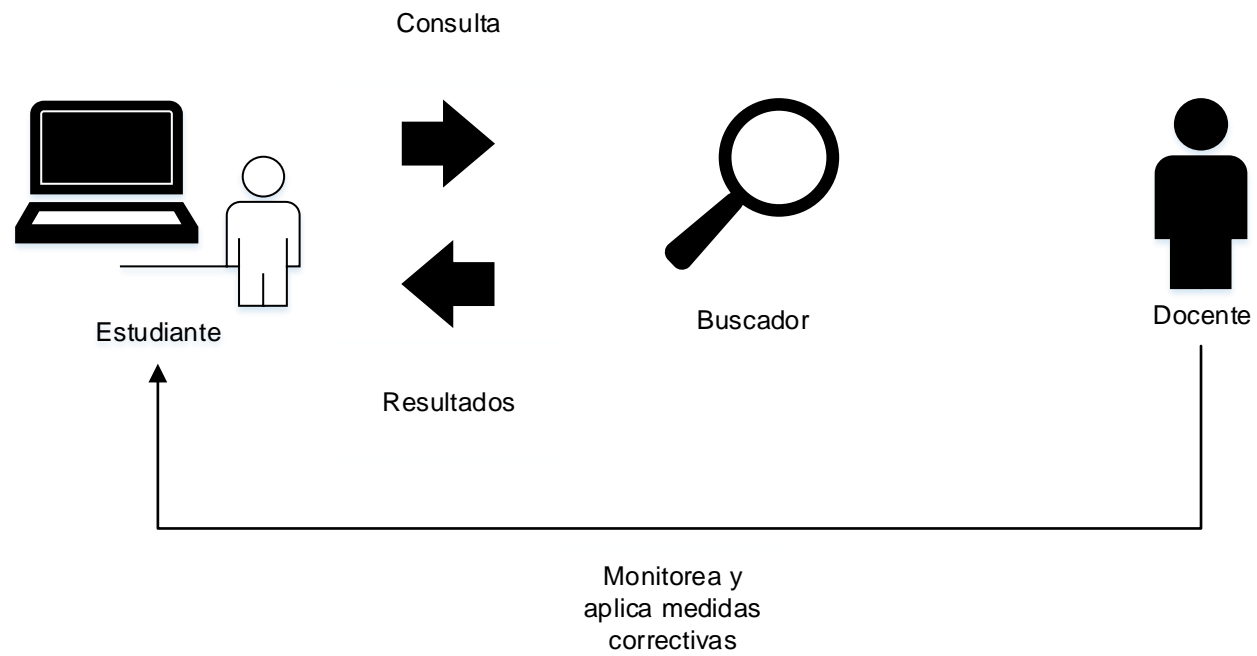 Consulta
Estudiante
Buscador
Docente
Resultados
Monitorea y
aplica medidas
correctivas